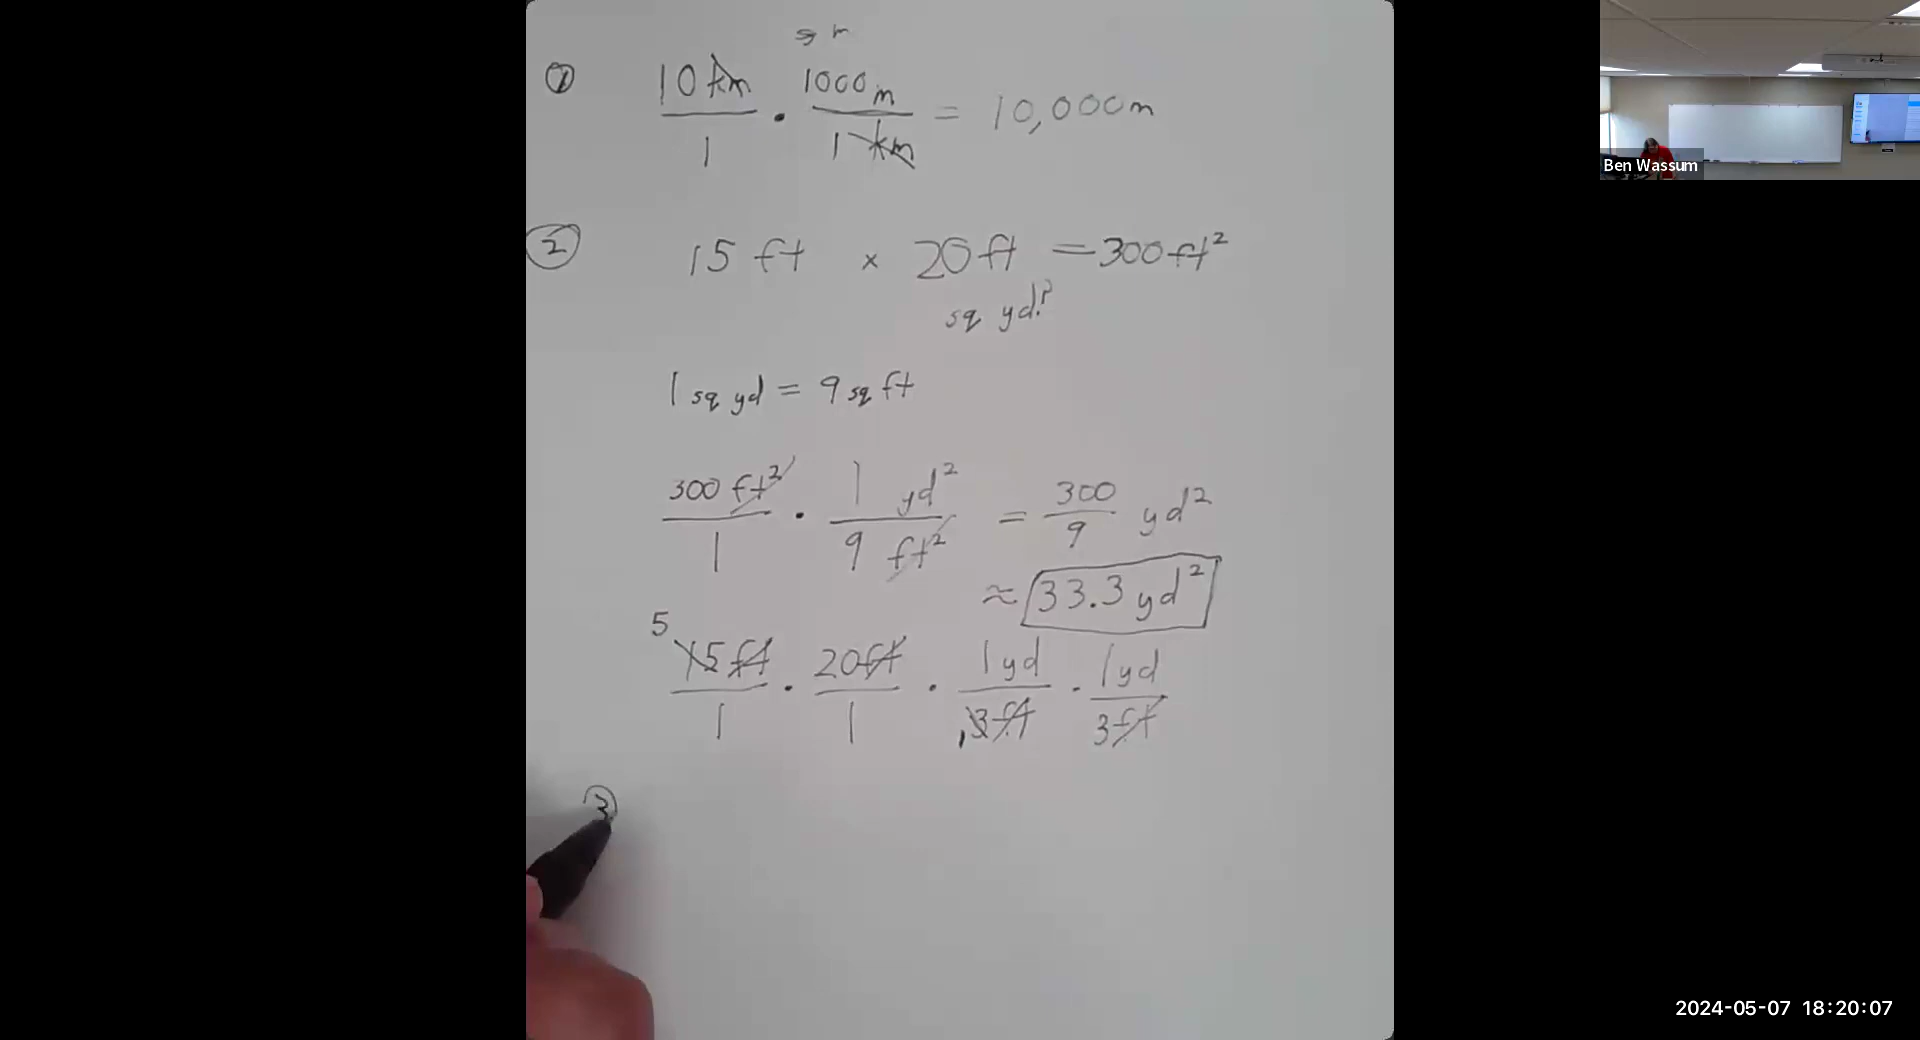 sq m
① 10 km/1 · 1000 m/1 km = 10,000 m
② 15 ft × 20 ft = 300 ft²
sq yd?
1 sq yd = 9 sq ft
300 ft²/1 · 1 yd²/9 ft² = 300/9 yd²
≈ 33.3 yd²
5
15 ft/1 · 20 ft/1 · 1 yd/3 ft · 1 yd/3 ft
1
③
Ben Wassum
2024-05-07 18:20:07